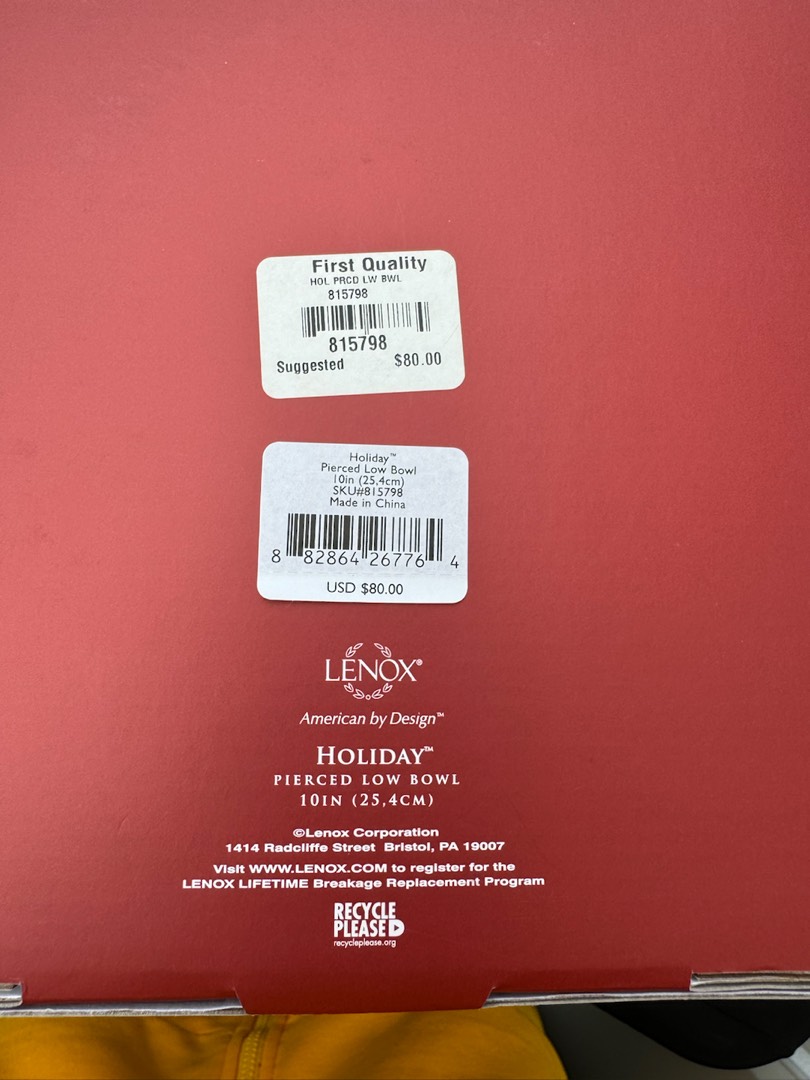 First Quality
HOL PRCD LW BWL
815798
815798
Suggested $80.00
Holiday™
Pierced Low Bowl
10in (25,4cm)
SKU#815798
Made in China
8 82864 26776 4
USD $80.00
LENOX®
American by Design™
HOLIDAY™
PIERCED LOW BOWL
10IN (25,4CM)
©Lenox Corporation
1414 Radcliffe Street Bristol, PA 19007
Visit WWW.LENOX.COM to register for the
LENOX LIFETIME Breakage Replacement Program
RECYCLE
PLEASE
recycleplease.org